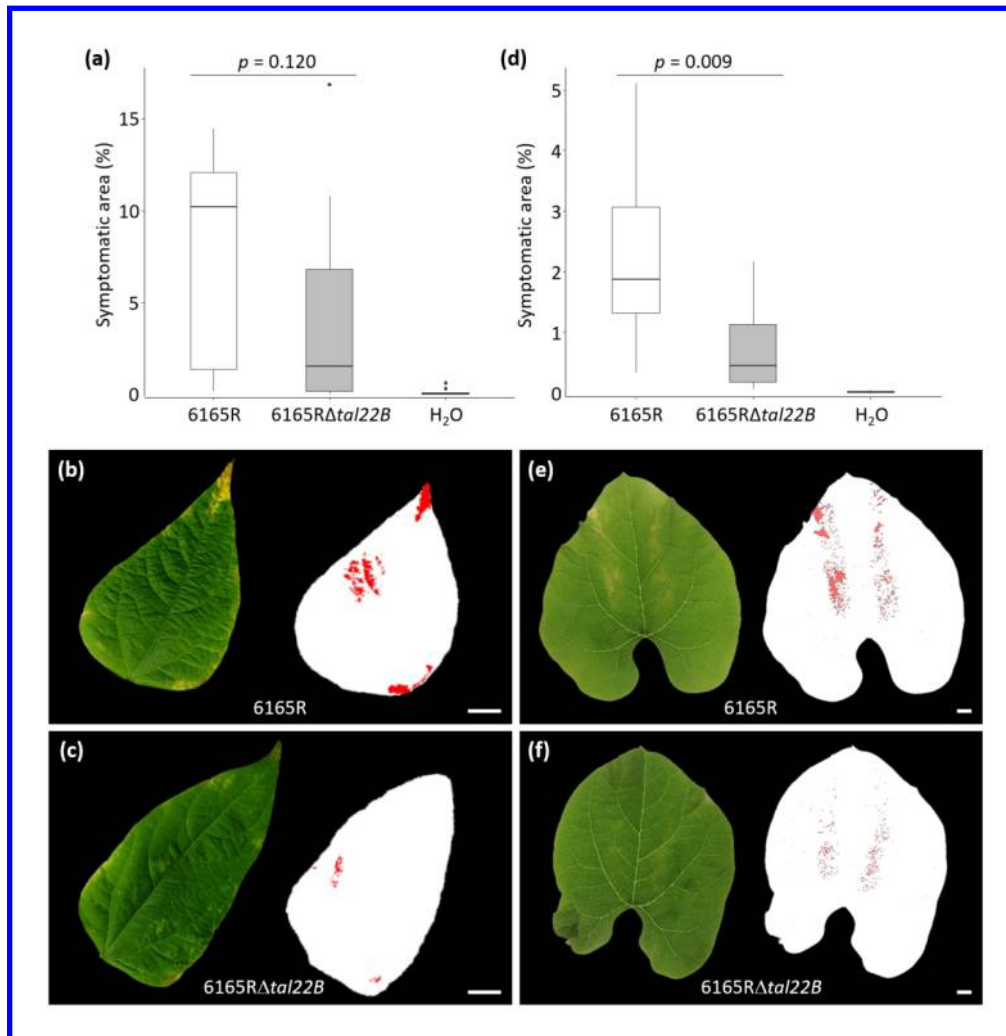 (a)
p = 0.120
Symptomatic area (%)
15
10
5
0
6165R
6165RΔtal22B
H₂O
(d)
p = 0.009
Symptomatic area (%)
5
4
3
2
1
0
6165R
6165RΔtal22B
H₂O
(b)
6165R
(e)
6165R
(c)
6165RΔtal22B
(f)
6165RΔtal22B